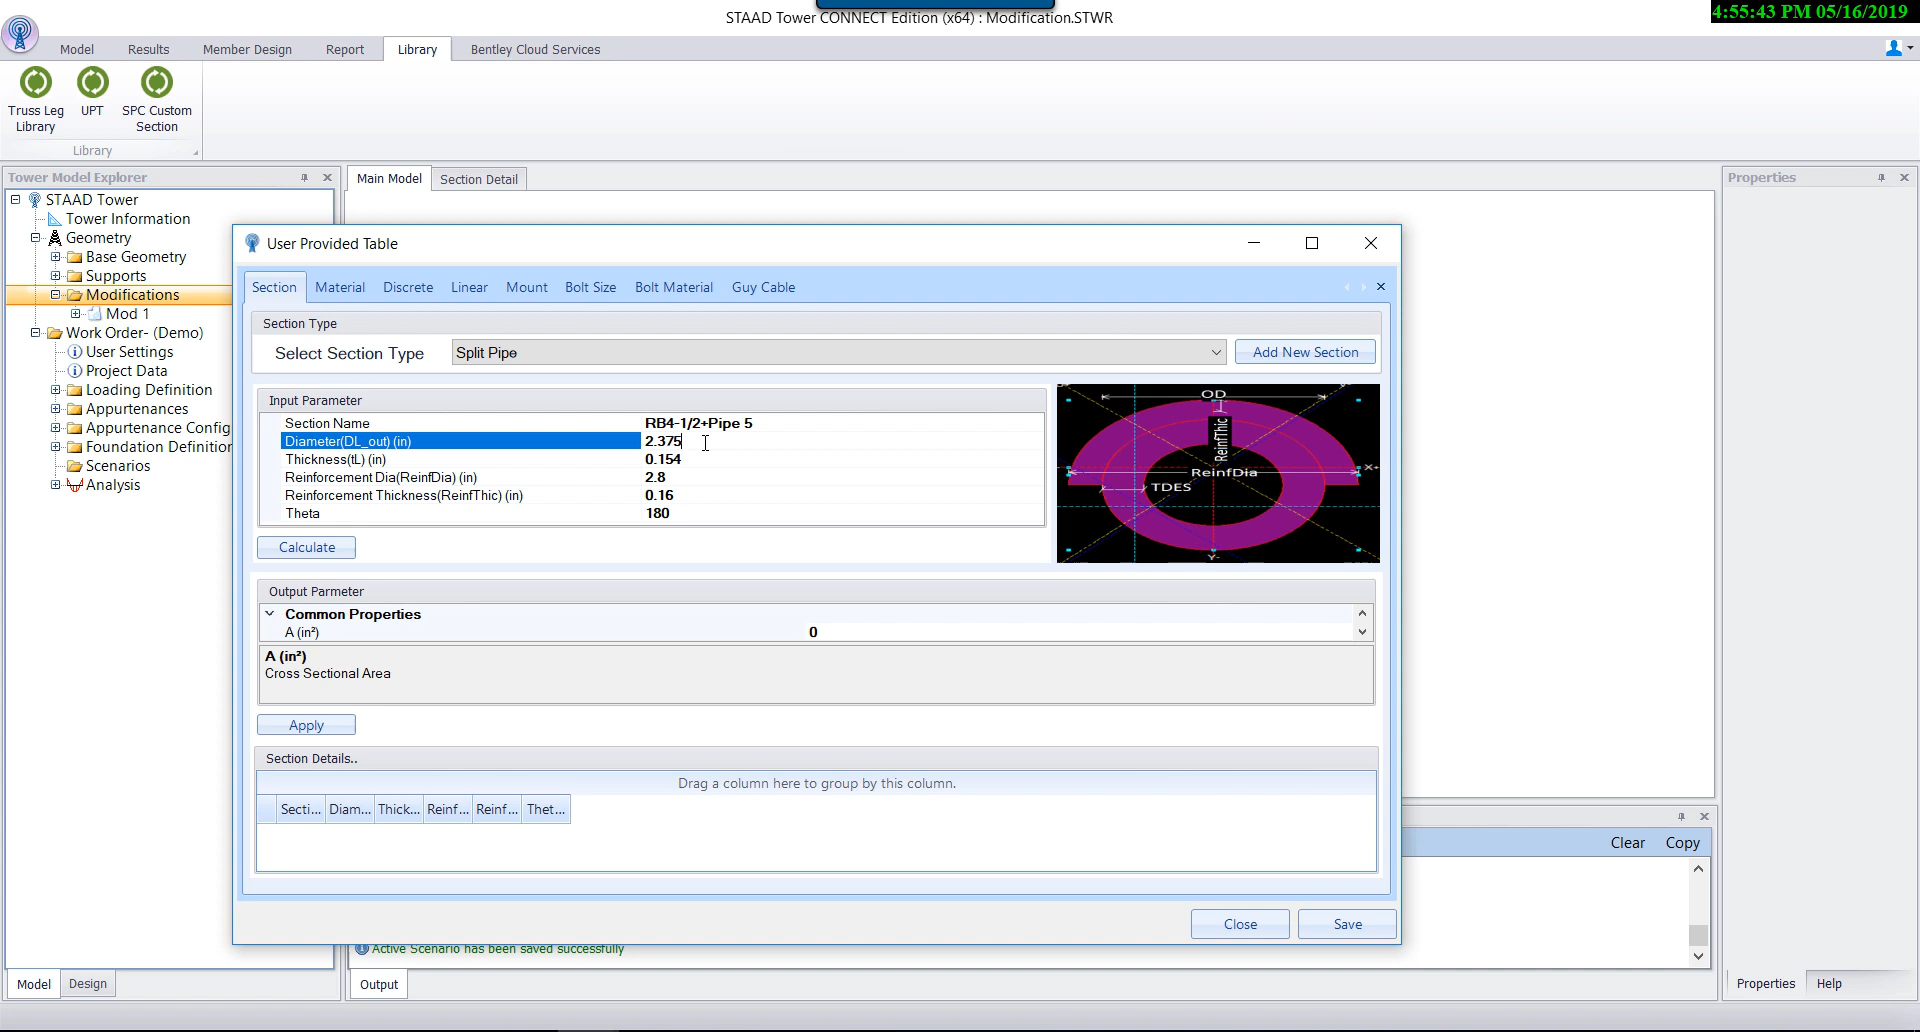 STAAD Tower CONNECT Edition (x64) : Modification.STWR
4:55:43 PM 05/16/2019
Model Results Member Design Report Library Bentley Cloud Services
Truss Leg Library
UPT
SPC Custom Section
Library
Tower Model Explorer
STAAD Tower
Tower Information
Geometry
Base Geometry
Supports
Modifications
Mod 1
Work Order- (Demo)
User Settings
Project Data
Loading Definition
Appurtenances
Appurtenance Config
Foundation Definition
Scenarios
Analysis
Model Design
Main Model Section Detail
User Provided Table
Section Material Discrete Linear Mount Bolt Size Bolt Material Guy Cable
Section Type
Select Section Type Split Pipe Add New Section
Input Parameter
Section Name RB4-1/2+Pipe 5
Diameter(DL_out) (in) 2.375
Thickness(tL) (in) 0.154
Reinforcement Dia(ReinfDia) (in) 2.8
Reinforcement Thickness(ReinfThic) (in) 0.16
Theta 180
Calculate
OD
ReinfThic
X+
ReinfDia
TDES
Y-
Output Parmeter
Common Properties
A (in²) 0
A (in²)
Cross Sectional Area
Apply
Section Details..
Drag a column here to group by this column.
Secti... Diam... Thick... Reinf... Reinf... Thet...
Close Save
Clear Copy
Active Scenario has been saved successfully
Output
Properties
Properties Help